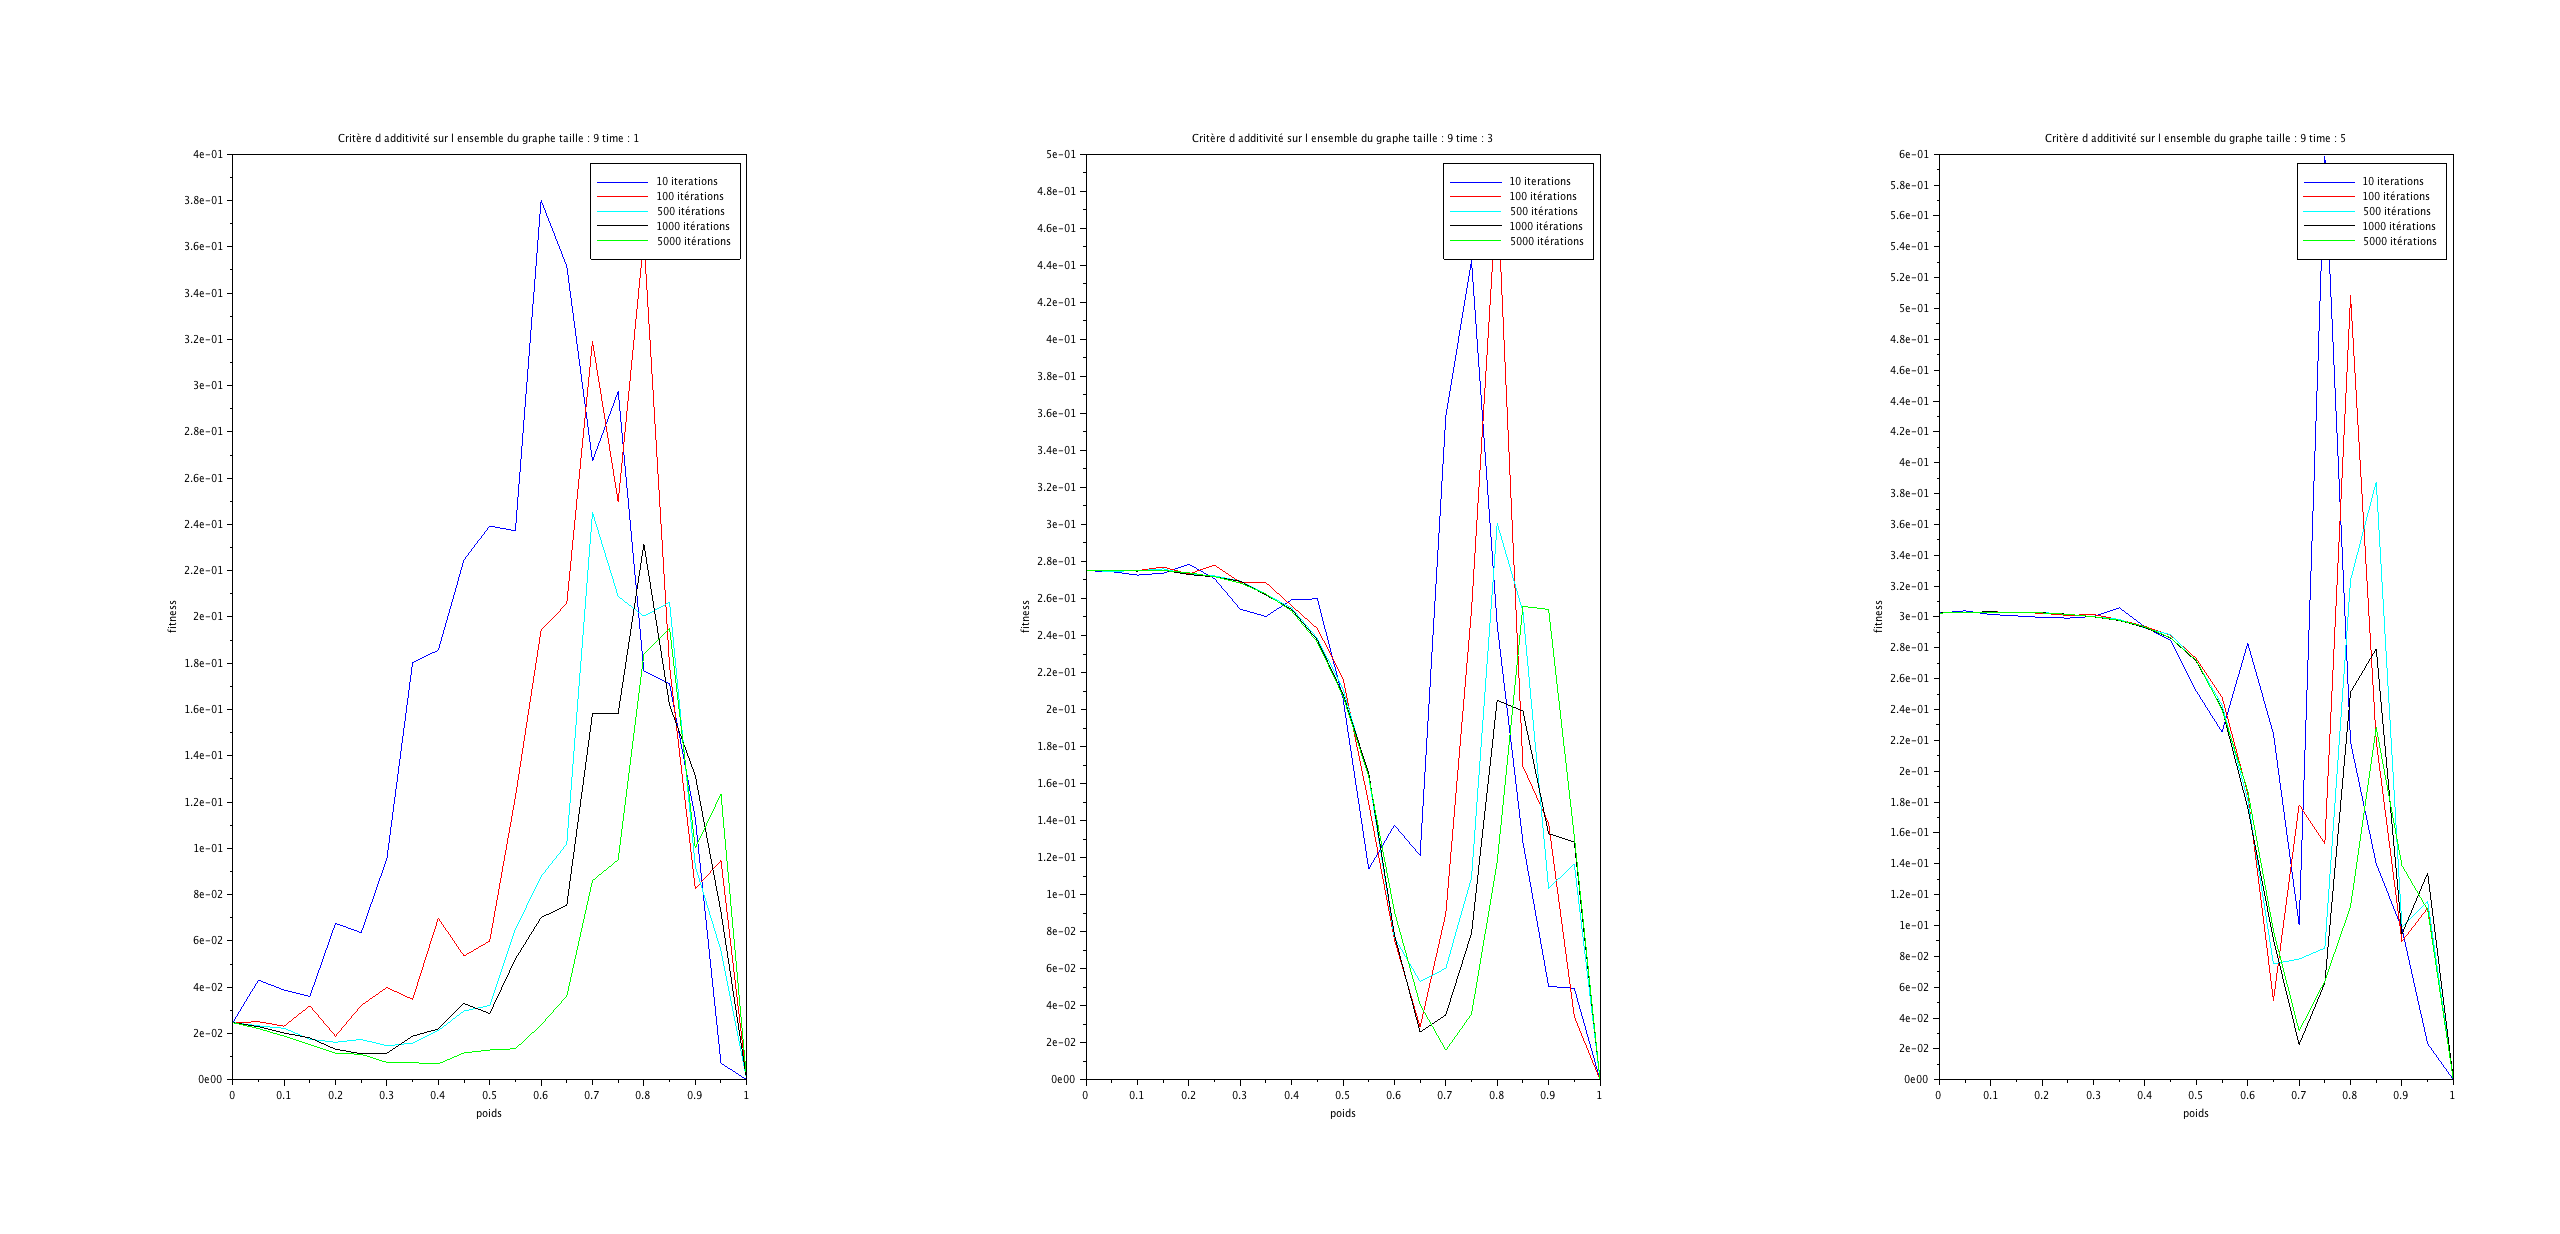 Critère d additivité sur l ensemble du graphe taille : 9 time : 1
4e-01
3.8e-01
3.6e-01
3.4e-01
3.2e-01
3e-01
2.8e-01
2.6e-01
2.4e-01
2.2e-01
2e-01
1.8e-01
1.6e-01
1.4e-01
1.2e-01
1e-01
8e-02
6e-02
4e-02
2e-02
0e00
fitness
0 0.1 0.2 0.3 0.4 0.5 0.6 0.7 0.8 0.9 1
poids
10 iterations
100 itérations
500 itérations
1000 itérations
5000 itérations
Critère d additivité sur l ensemble du graphe taille : 9 time : 3
5e-01
4.8e-01
4.6e-01
4.4e-01
4.2e-01
4e-01
3.8e-01
3.6e-01
3.4e-01
3.2e-01
3e-01
2.8e-01
2.6e-01
2.4e-01
2.2e-01
2e-01
1.8e-01
1.6e-01
1.4e-01
1.2e-01
1e-01
8e-02
6e-02
4e-02
2e-02
0e00
fitness
0 0.1 0.2 0.3 0.4 0.5 0.6 0.7 0.8 0.9 1
poids
10 iterations
100 itérations
500 itérations
1000 itérations
5000 itérations
Critère d additivité sur l ensemble du graphe taille : 9 time : 5
6e-01
5.8e-01
5.6e-01
5.4e-01
5.2e-01
5e-01
4.8e-01
4.6e-01
4.4e-01
4.2e-01
4e-01
3.8e-01
3.6e-01
3.4e-01
3.2e-01
3e-01
2.8e-01
2.6e-01
2.4e-01
2.2e-01
2e-01
1.8e-01
1.6e-01
1.4e-01
1.2e-01
1e-01
8e-02
6e-02
4e-02
2e-02
0e00
fitness
0 0.1 0.2 0.3 0.4 0.5 0.6 0.7 0.8 0.9 1
poids
10 iterations
100 itérations
500 itérations
1000 itérations
5000 itérations